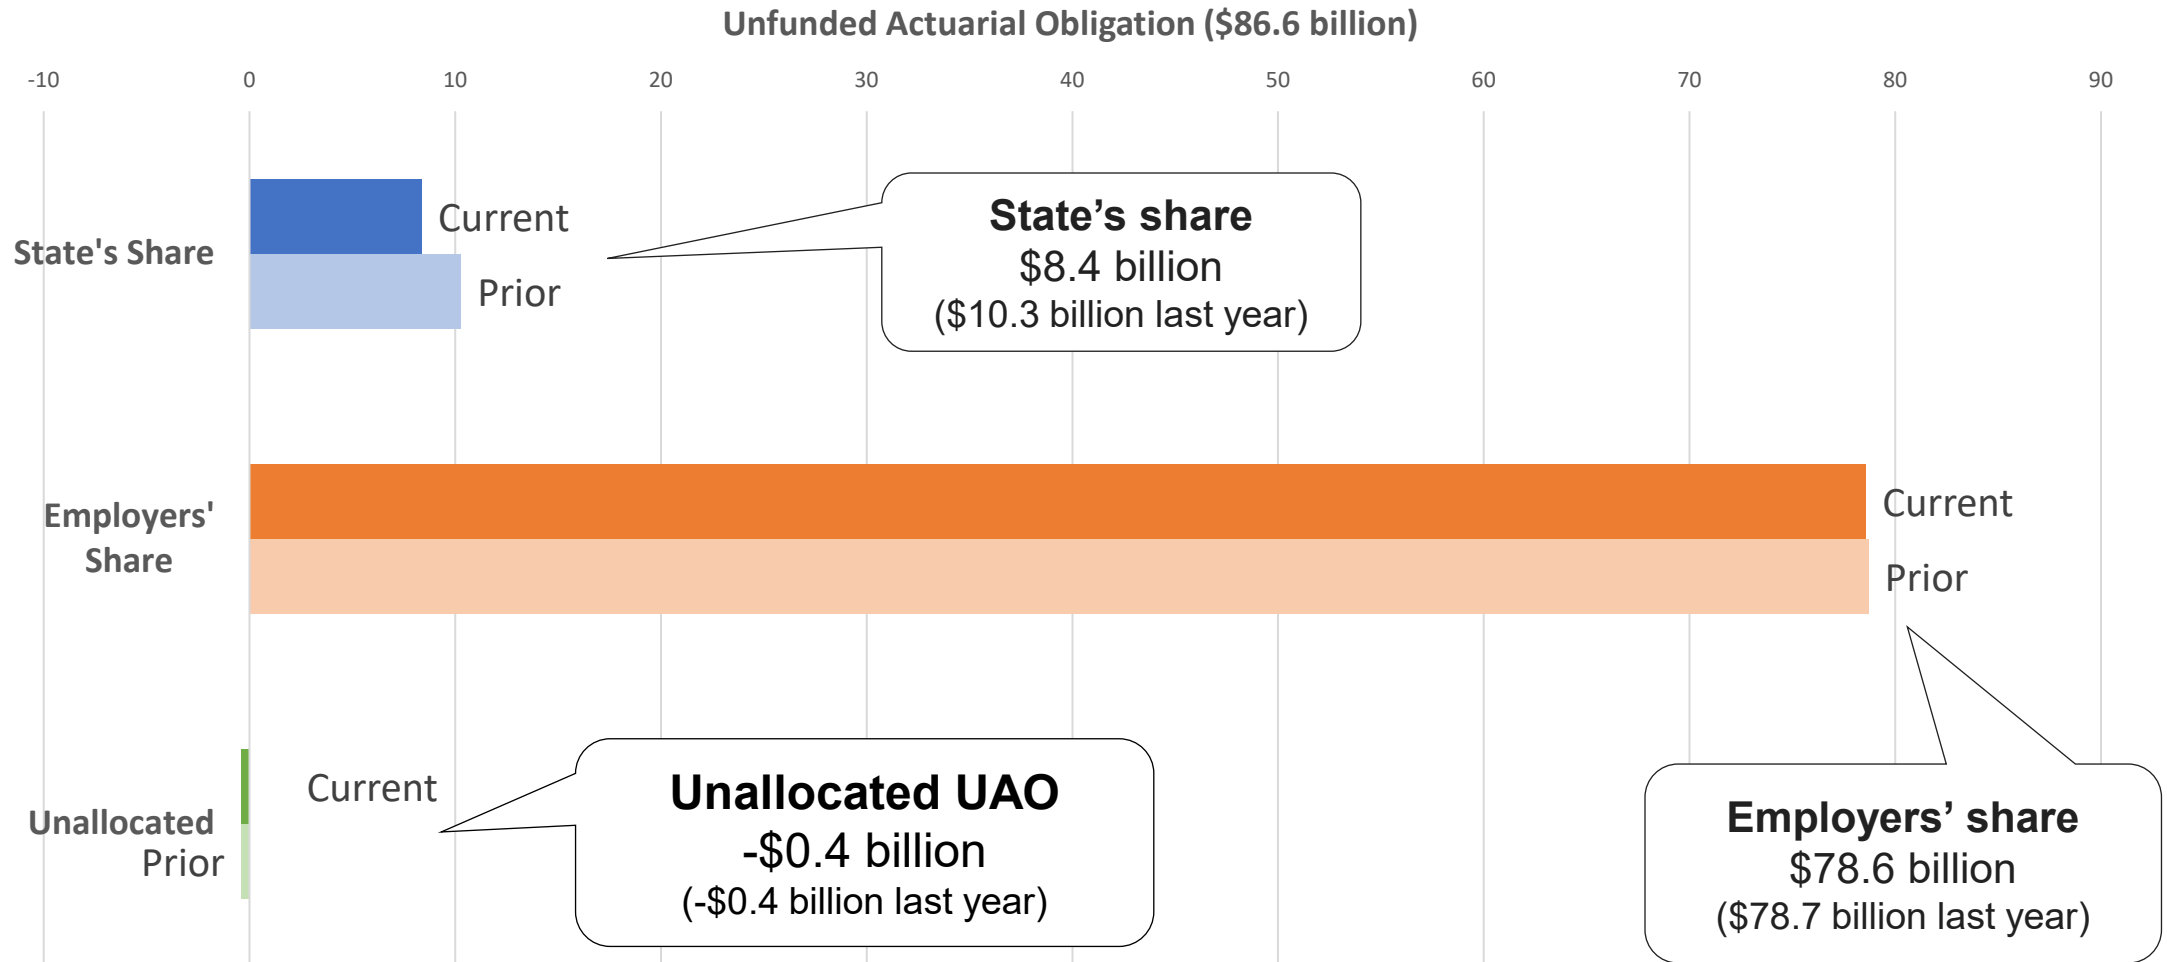 Unfunded Actuarial Obligation ($86.6 billion)
-10 0 10 20 30 40 50 60 70 80 90
State's Share
Current
Prior
State’s share
$8.4 billion
($10.3 billion last year)
Employers'
Share
Current
Prior
Employers’ share
$78.6 billion
($78.7 billion last year)
Unallocated
Current
Prior
Unallocated UAO
-$0.4 billion
(-$0.4 billion last year)